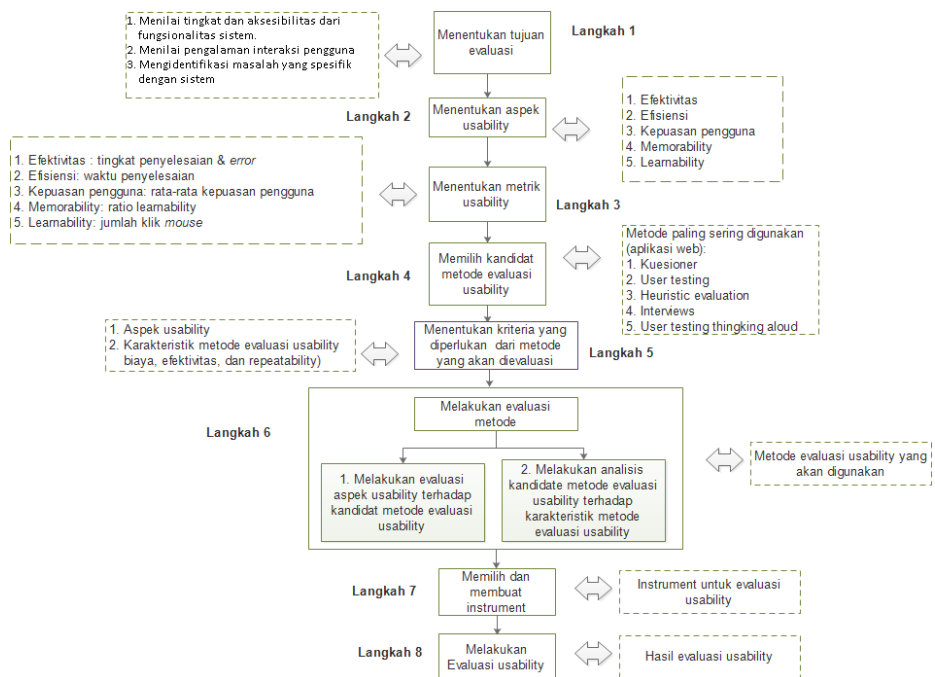 1. Menilai tingkat dan aksesibilitas dari
fungsionalitas sistem.
2. Menilai pengalaman interaksi pengguna
3. Mengidentifikasi masalah yang spesifik
dengan sistem
Menentukan tujuan
evaluasi
Langkah 1
Langkah 2
Menentukan aspek
usability
1. Efektivitas
2. Efisiensi
3. Kepuasan pengguna
4. Memorability
5. Learnability
1. Efektivitas : tingkat penyelesaian & error
2. Efisiensi: waktu penyelesaian
3. Kepuasan pengguna: rata-rata kepuasan pengguna
4. Memorability: ratio learnability
5. Learnability: jumlah klik mouse
Menentukan metrik
usability
Langkah 3
Langkah 4
Memilih kandidat
metode evaluasi
usability
Metode paling sering digunakan
(aplikasi web):
1. Kuesioner
2. User testing
3. Heuristic evaluation
4. Interviews
5. User testing thingking aloud
1. Aspek usability
2. Karakteristik metode evaluasi usability
biaya, efektivitas, dan repeatability)
Menentukan kriteria yang
diperlukan dari metode
yang akan dievaluasi
Langkah 5
Langkah 6
Melakukan evaluasi
metode
1. Melakukan evaluasi
aspek usability terhadap
kandidat metode evaluasi
usability
2. Melakukan analisis
kandidate metode evaluasi
usability terhadap
karakteristik metode
evaluasi usability
Metode evaluasi usability yang
akan digunakan
Langkah 7
Memilih dan
membuat
instrument
Instrument untuk evaluasi
usability
Langkah 8
Melakukan
Evaluasi usability
Hasil evaluasi usability